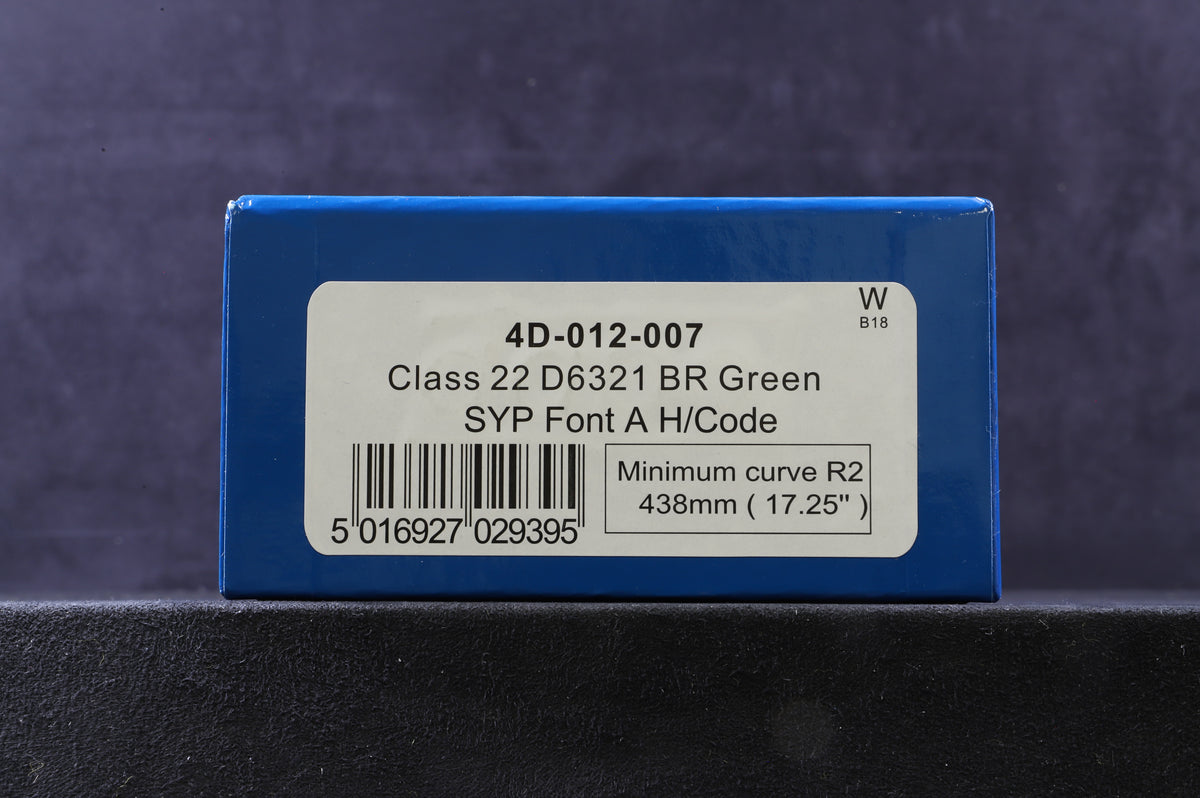 W
B18
4D-012-007
Class 22 D6321 BR Green
SYP Font A H/Code
Minimum curve R2
438mm ( 17.25" )
5 016927 029395